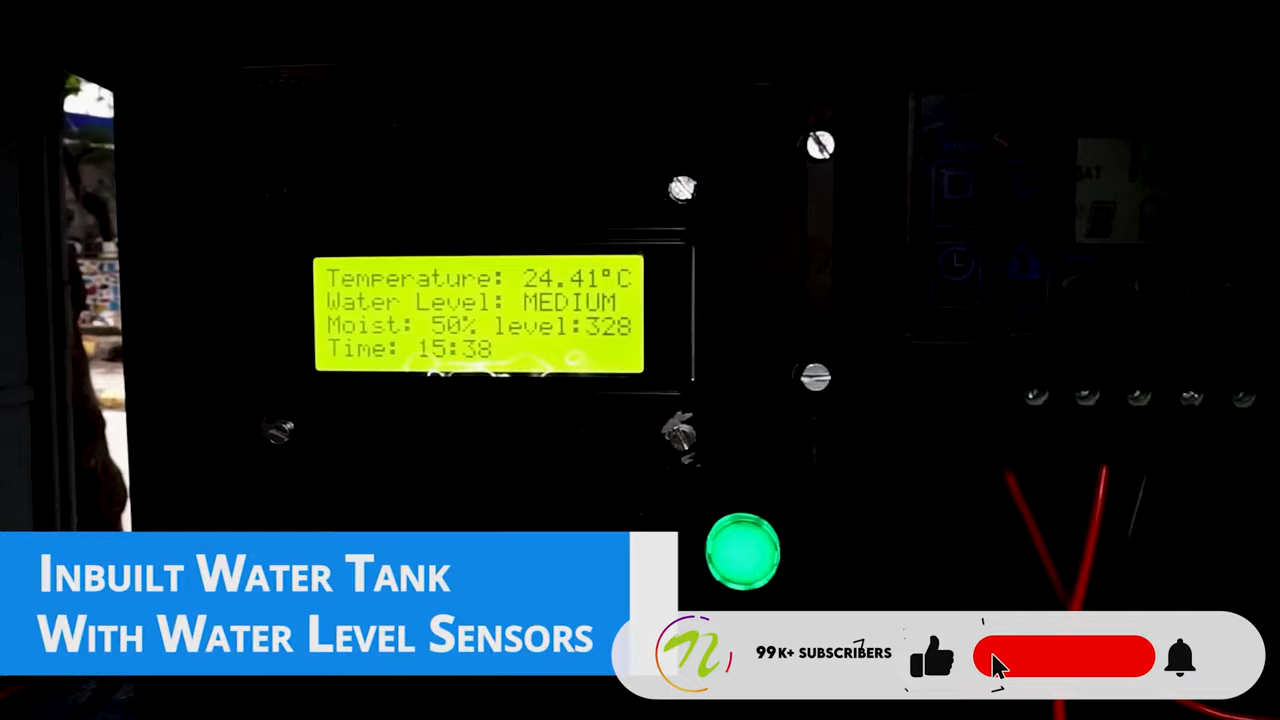 Temperature: 24.41°C
Water Level: MEDIUM
Moist: 50% level:328
Time: 15:38
BAT
INBUILT WATER TANK
WITH WATER LEVEL SENSORS
99K+ SUBSCRIBERS